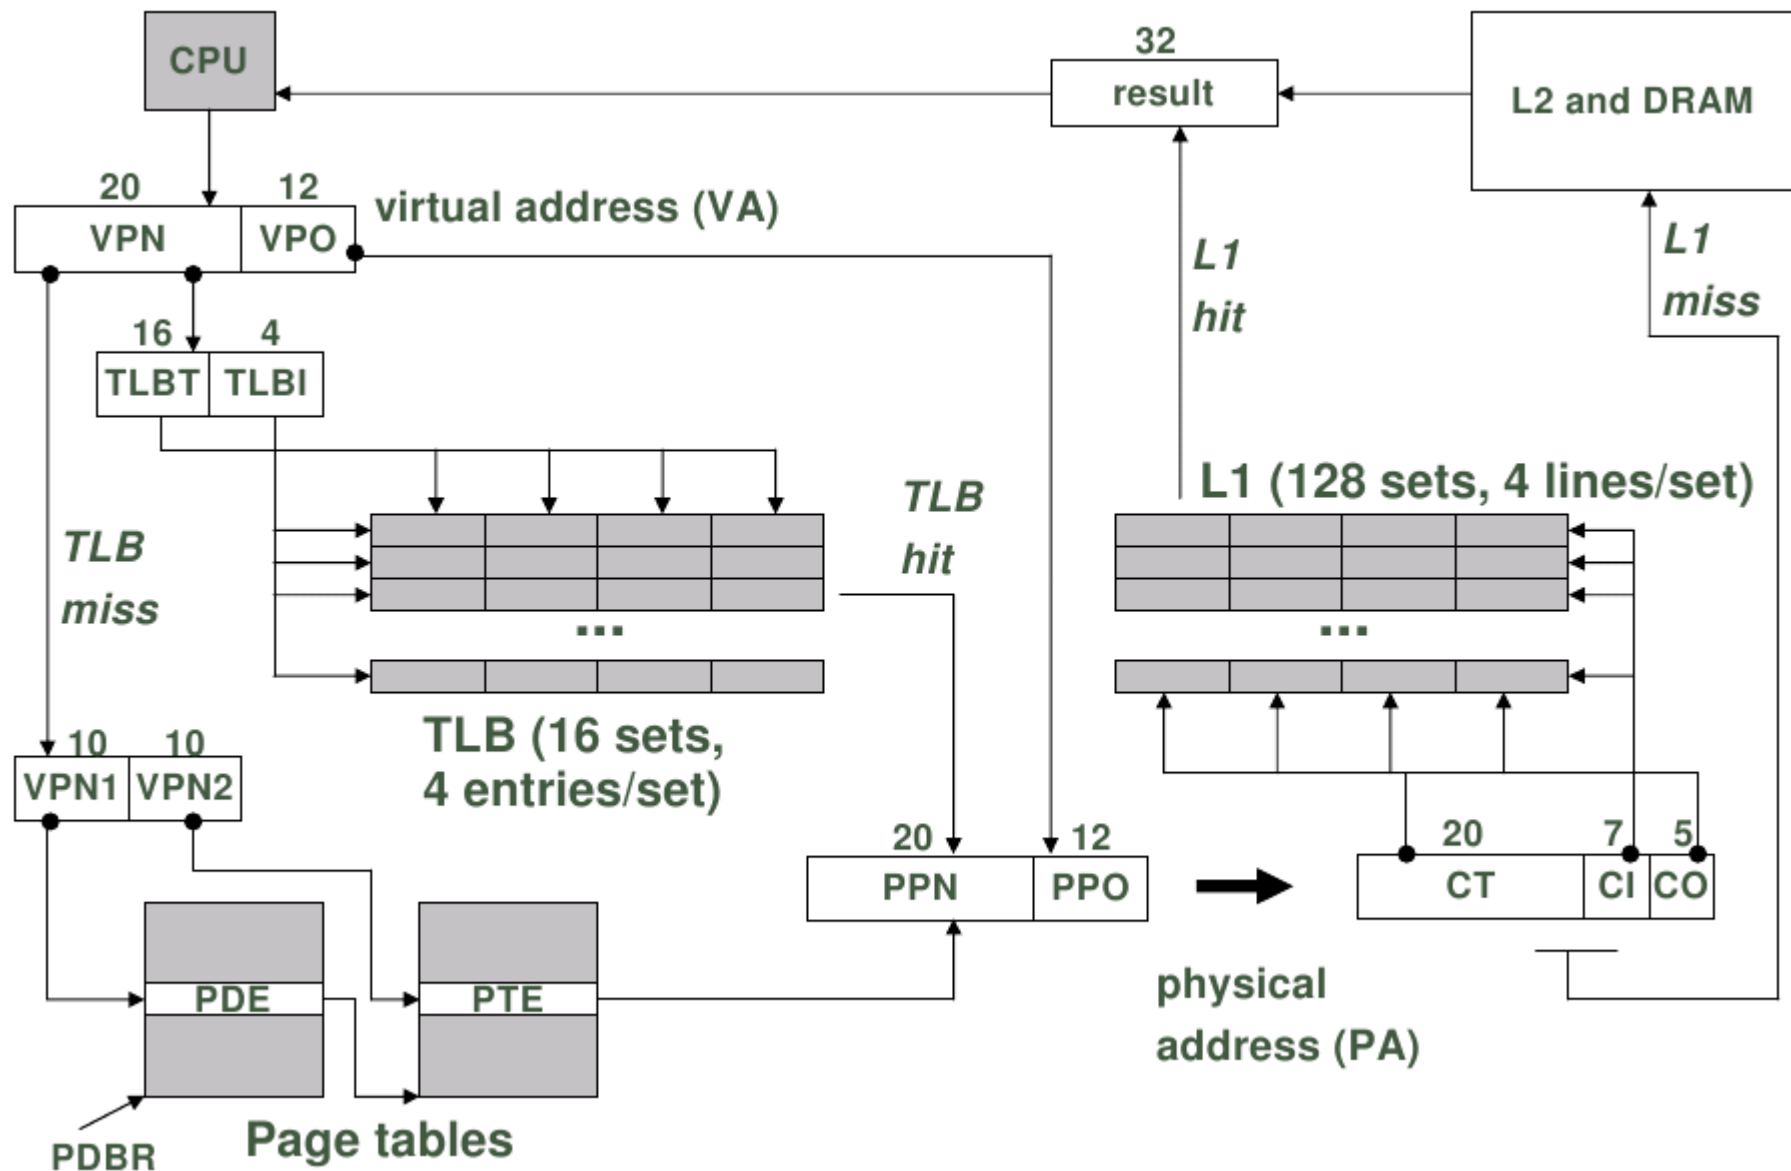 CPU
32
result
L2 and DRAM
20
12
VPN
VPO
virtual address (VA)
L1
hit
L1
miss
16
4
TLBT
TLBI
TLB
miss
TLB
hit
L1 (128 sets, 4 lines/set)
...
...
TLB (16 sets,
4 entries/set)
10
10
VPN1
VPN2
20
12
PPN
PPO
20
7
5
CT
CI
CO
PDE
PTE
physical
address (PA)
PDBR
Page tables